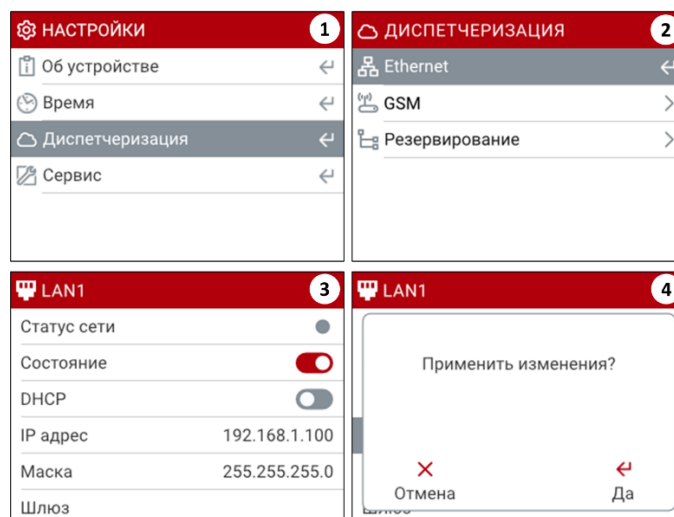 НАСТРОЙКИ
1
Об устройстве
Время
Диспетчеризация
Сервис
ДИСПЕТЧЕРИЗАЦИЯ
2
Ethernet
GSM
Резервирование
LAN1
3
Статус сети
Состояние
DHCP
IP адрес 192.168.1.100
Маска 255.255.255.0
Шлюз
LAN1
4
Применить изменения?
Отмена Да